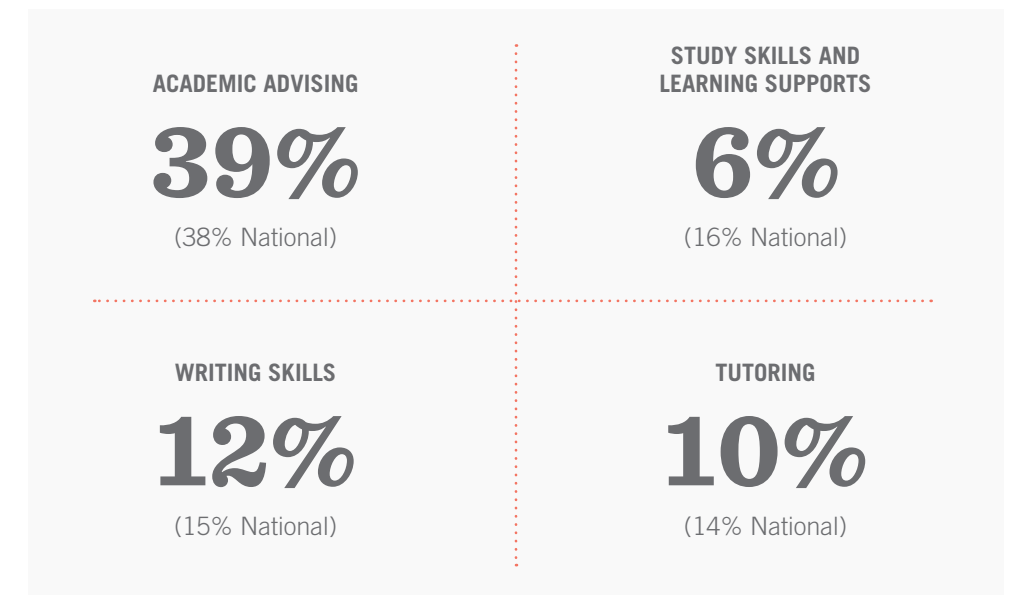 ACADEMIC ADVISING
39%
(38% National)
STUDY SKILLS AND
LEARNING SUPPORTS
6%
(16% National)
WRITING SKILLS
12%
(15% National)
TUTORING
10%
(14% National)